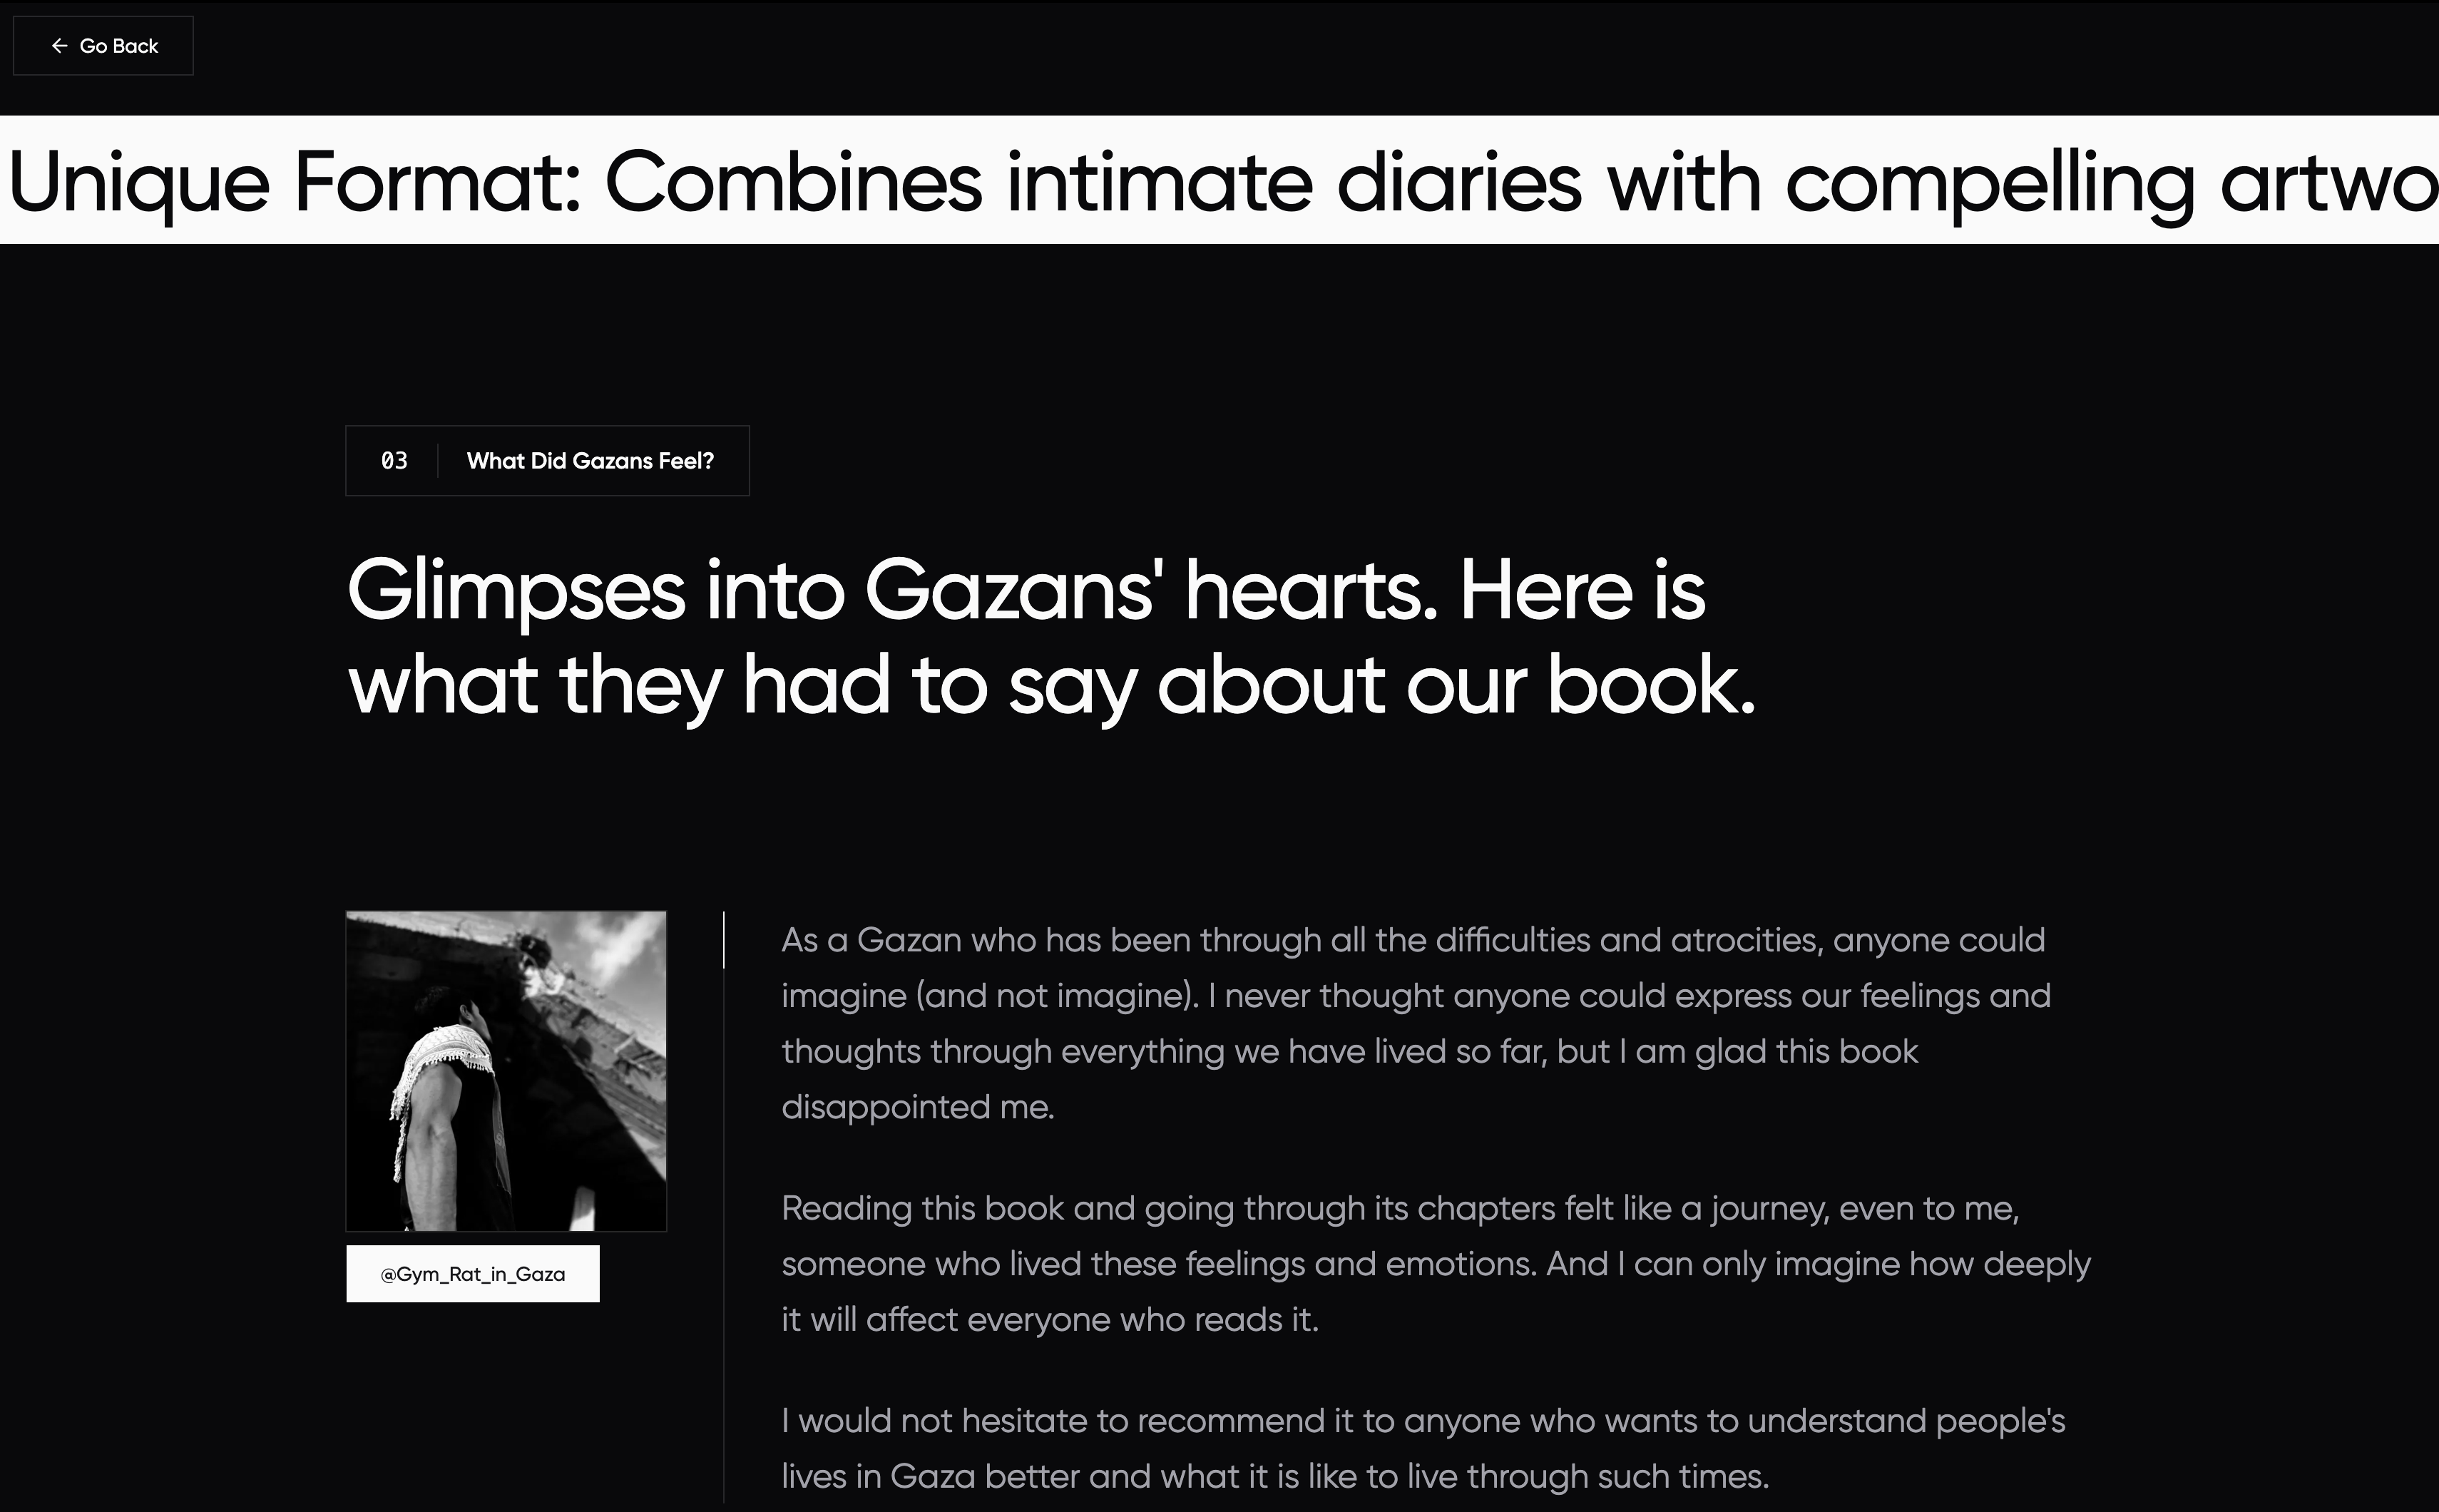 Go Back
Unique Format: Combines intimate diaries with compelling artwo
03
What Did Gazans Feel?
Glimpses into Gazans' hearts. Here is
what they had to say about our book.
As a Gazan who has been through all the difficulties and atrocities, anyone could
imagine (and not imagine). I never thought anyone could express our feelings and
thoughts through everything we have lived so far, but I am glad this book
disappointed me.
Reading this book and going through its chapters felt like a journey, even to me,
someone who lived these feelings and emotions. And I can only imagine how deeply
it will affect everyone who reads it.
I would not hesitate to recommend it to anyone who wants to understand people's
lives in Gaza better and what it is like to live through such times.
@Gym_Rat_in_Gaza